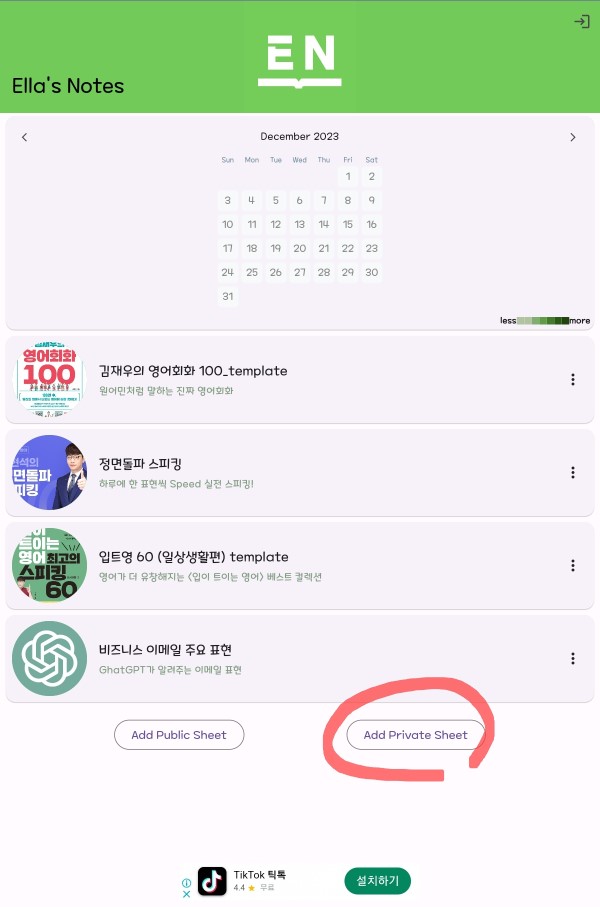 EN
Ella's Notes
December 2023
Sun Mon Tue Wed Thu Fri Sat
1 2
3 4 5 6 7 8 9
10 11 12 13 14 15 16
17 18 19 20 21 22 23
24 25 26 27 28 29 30
31
less more
영어회화
100
김재우의 영어회화 100_template
원어민처럼 말하는 진짜 영어회화
면돌파
피킹
정면돌파 스피킹
하루에 한 표현씩 Speed 실전 스피킹!
트이는
영어 최고의
스피킹
60
입트영 60 (일상생활편) template
영어가 더 유창해지는 <입이 트이는 영어> 베스트 컬렉션
비즈니스 이메일 주요 표현
GhatGPT가 알려주는 이메일 표현
Add Public Sheet Add Private Sheet
TikTok 틱톡
4.4 ★ 무료
설치하기